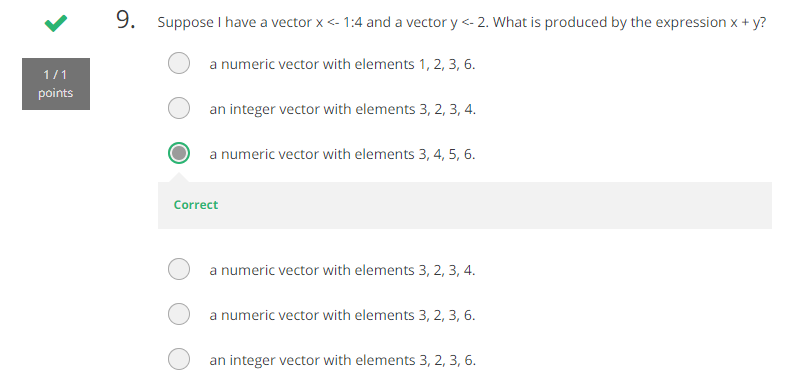 9. Suppose I have a vector x <- 1:4 and a vector y <- 2. What is produced by the expression x + y?
1 / 1
points
a numeric vector with elements 1, 2, 3, 6.
an integer vector with elements 3, 2, 3, 4.
a numeric vector with elements 3, 4, 5, 6.
Correct
a numeric vector with elements 3, 2, 3, 4.
a numeric vector with elements 3, 2, 3, 6.
an integer vector with elements 3, 2, 3, 6.